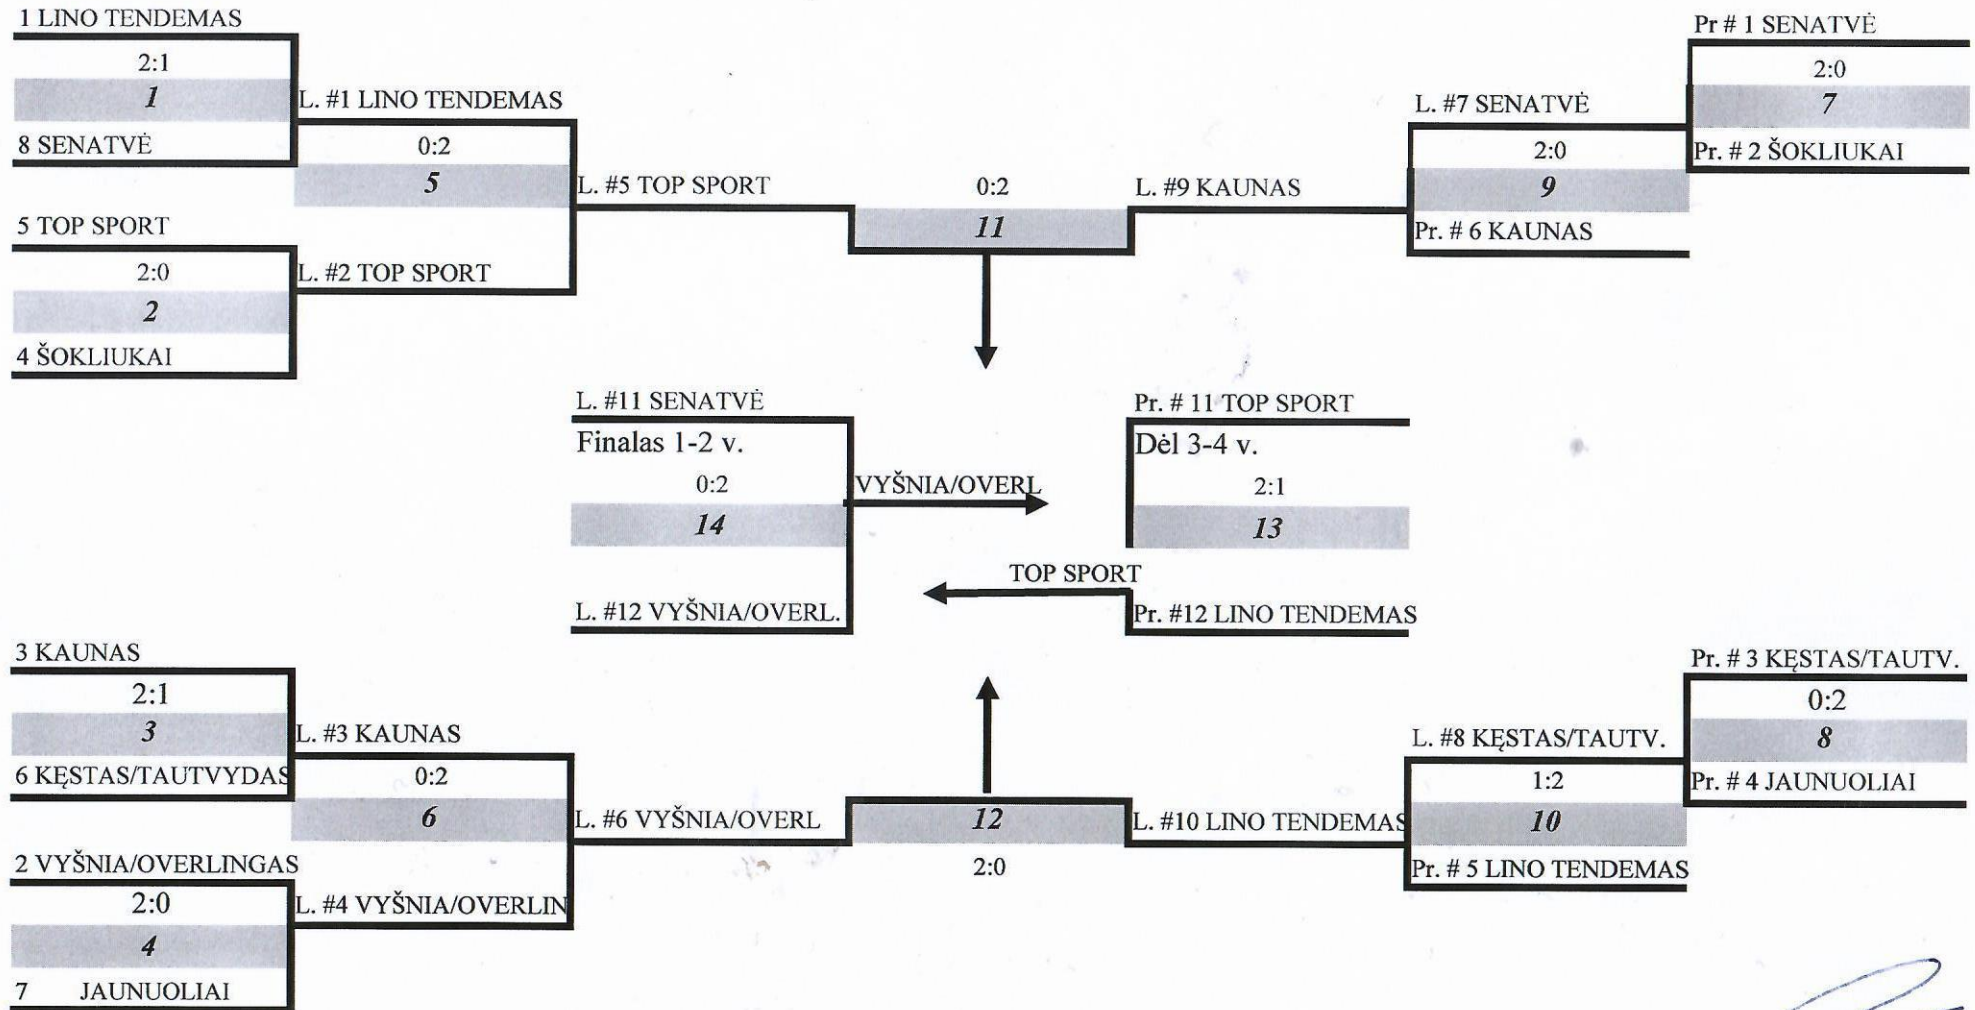 1 LINO TENDEMAS
2:1
1
8 SENATVĖ
L. #1 LINO TENDEMAS
0:2
5
5 TOP SPORT
2:0
2
4 ŠOKLIUKAI
L. #2 TOP SPORT
L. #5 TOP SPORT
0:2
11
L. #9 KAUNAS
L. #7 SENATVĖ
2:0
9
Pr. # 6 KAUNAS
Pr # 1 SENATVĖ
2:0
7
Pr. # 2 ŠOKLIUKAI
L. #11 SENATVĖ
Finalas 1-2 v.
0:2
14
L. #12 VYŠNIA/OVERL.
VYŠNIA/OVERL
Pr. # 11 TOP SPORT
Dėl 3-4 v.
2:1
13
TOP SPORT
Pr. #12 LINO TENDEMAS
3 KAUNAS
2:1
3
6 KĘSTAS/TAUTVYDAS
L. #3 KAUNAS
0:2
6
2 VYŠNIA/OVERLINGAS
2:0
4
7 JAUNUOLIAI
L. #4 VYŠNIA/OVERLIN
L. #6 VYŠNIA/OVERL
12
2:0
L. #10 LINO TENDEMAS
L. #8 KĘSTAS/TAUTV.
1:2
10
Pr. # 5 LINO TENDEMAS
Pr. # 3 KĘSTAS/TAUTV.
0:2
8
Pr. # 4 JAUNUOLIAI